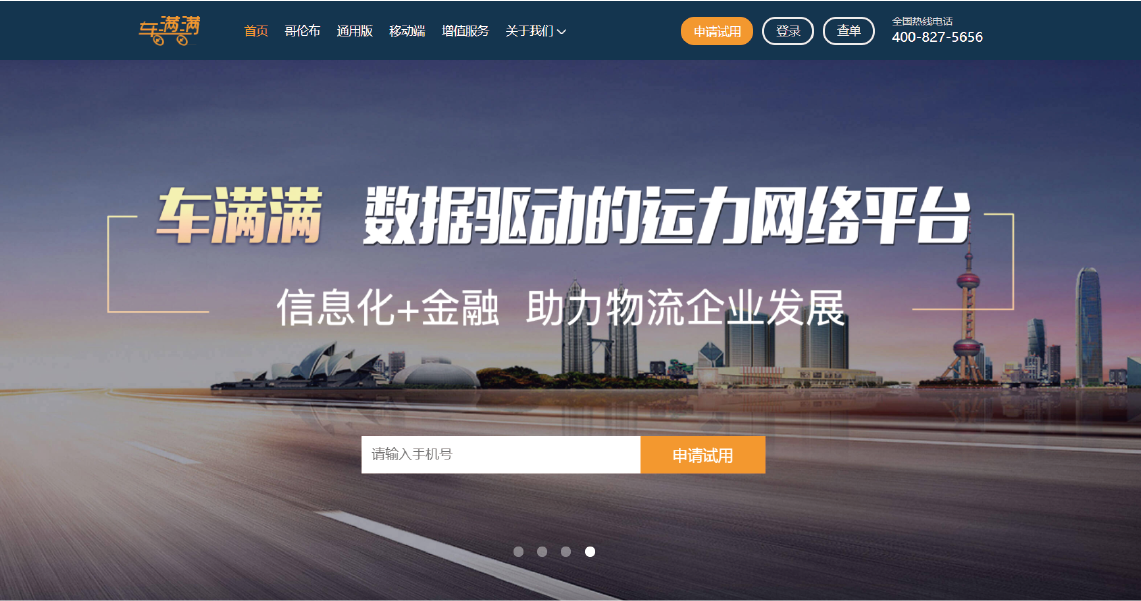 车满满
首页 哥伦布 通用版 移动端 增值服务 关于我们
申请试用 登录 查单
全国热线电话
400-827-5656
车满满 数据驱动的运力网络平台
信息化+金融 助力物流企业发展
请输入手机号 申请试用